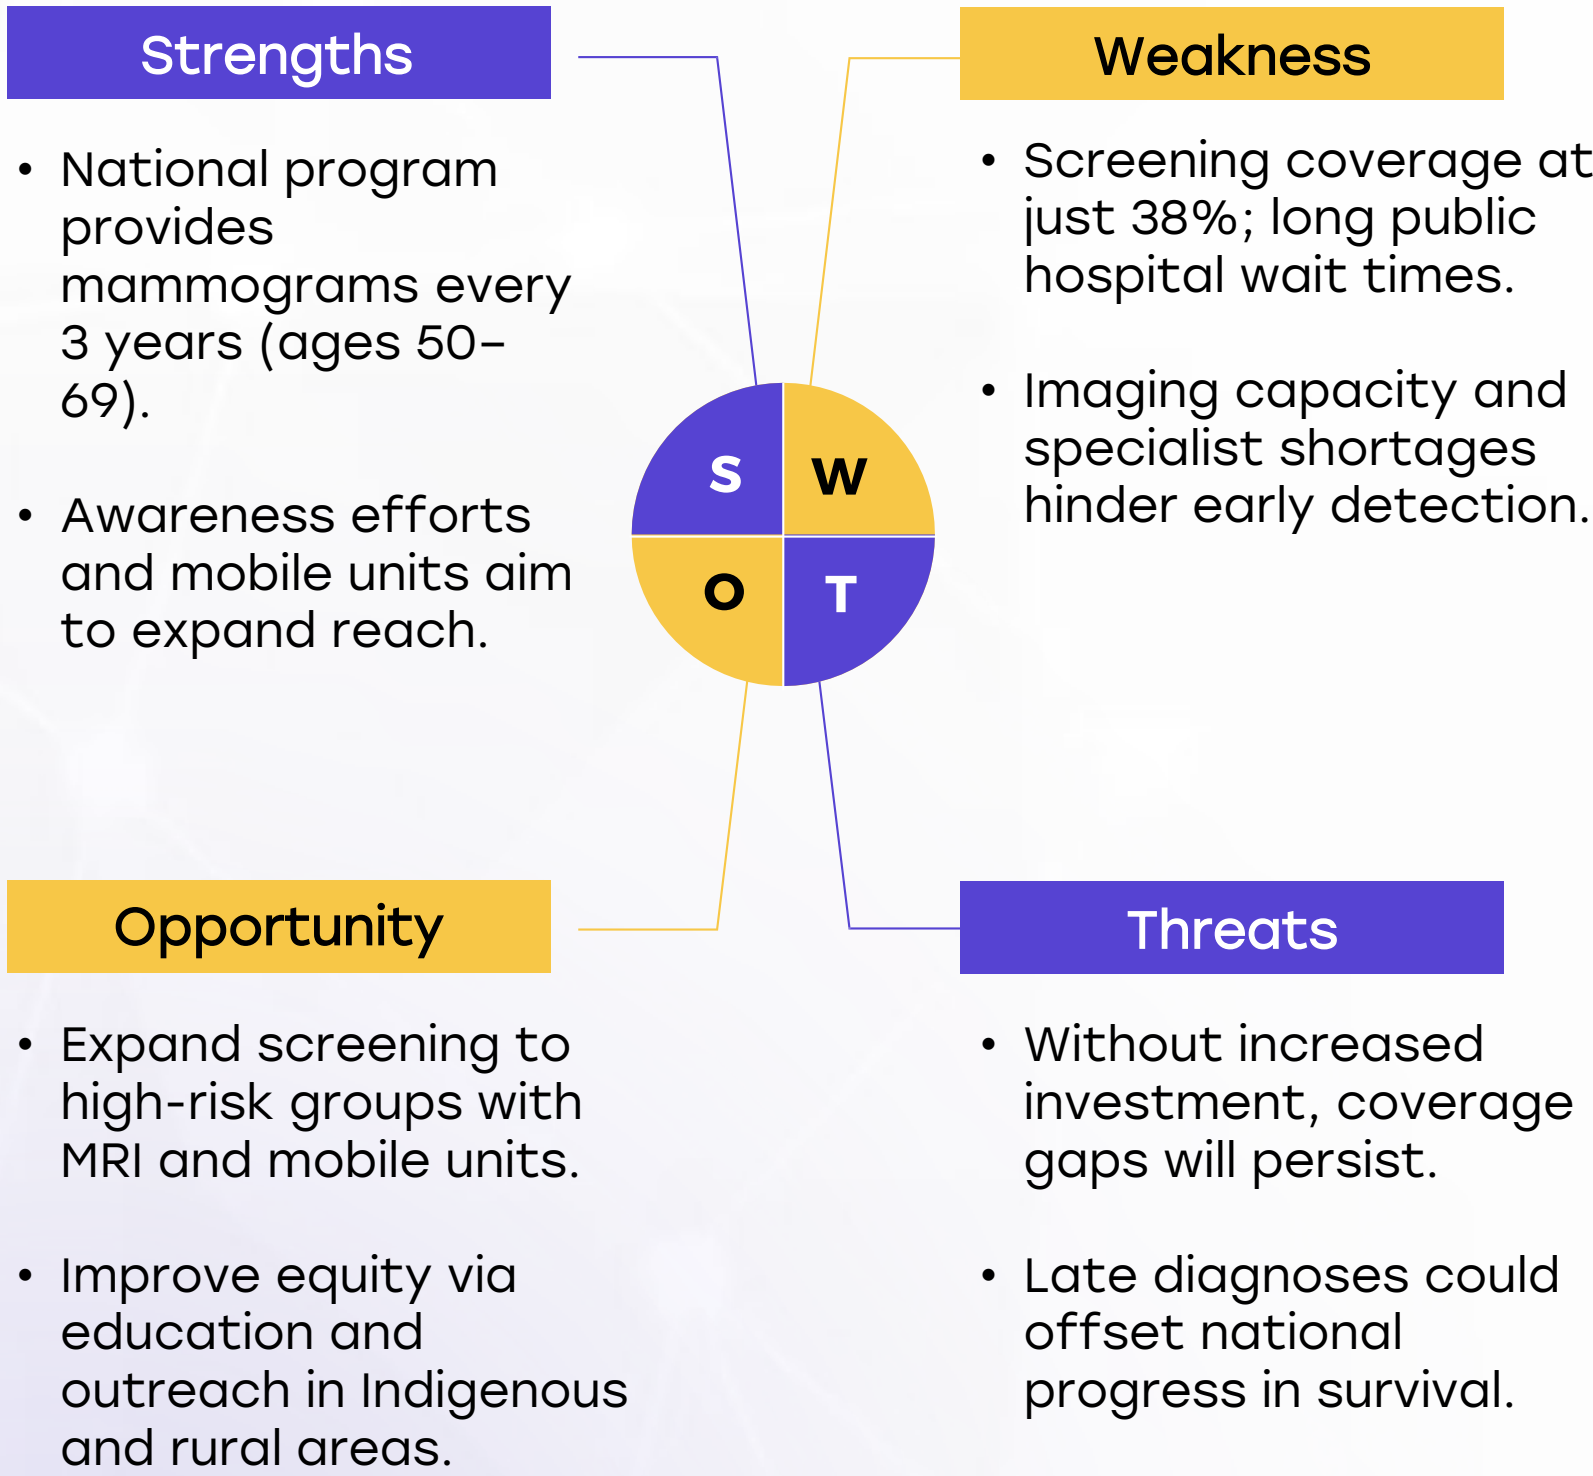 Strengths
• National program
provides
mammograms every
3 years (ages 50–
69).
• Awareness efforts
and mobile units aim
to expand reach.
Weakness
• Screening coverage at
just 38%; long public
hospital wait times.
• Imaging capacity and
specialist shortages
hinder early detection.
S
W
O
T
Opportunity
• Expand screening to
high-risk groups with
MRI and mobile units.
• Improve equity via
education and
outreach in Indigenous
and rural areas.
Threats
• Without increased
investment, coverage
gaps will persist.
• Late diagnoses could
offset national
progress in survival.